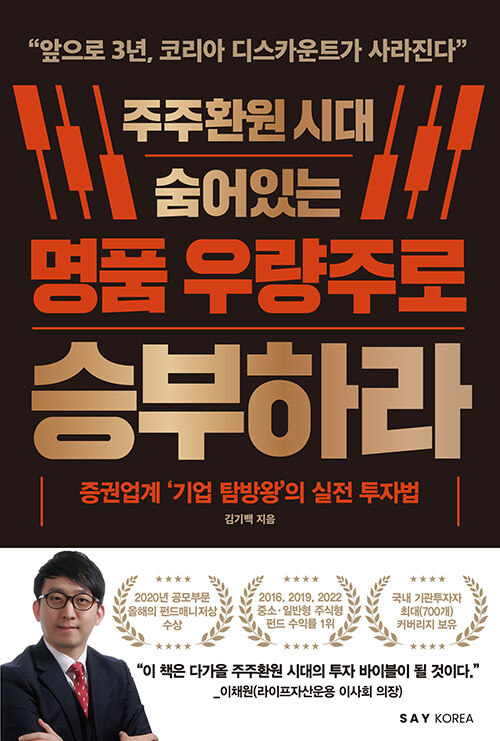 “앞으로 3년, 코리아 디스카운트가 사라진다”
주주환원 시대
숨어있는
명품 우량주로
승부하라
증권업계 ‘기업 탐방왕’의 실전 투자법
김기백 지음
2020년 공모부문
올해의 펀드매니저상
수상
2016, 2019, 2022
중소·일반형 주식형
펀드 수익률 1위
국내 기관투자자
최대(700개)
커버리지 보유
“이 책은 다가올 주주환원 시대의 투자 바이블이 될 것이다.”
_이채원(라이프자산운용 이사회 의장)
SAY KOREA